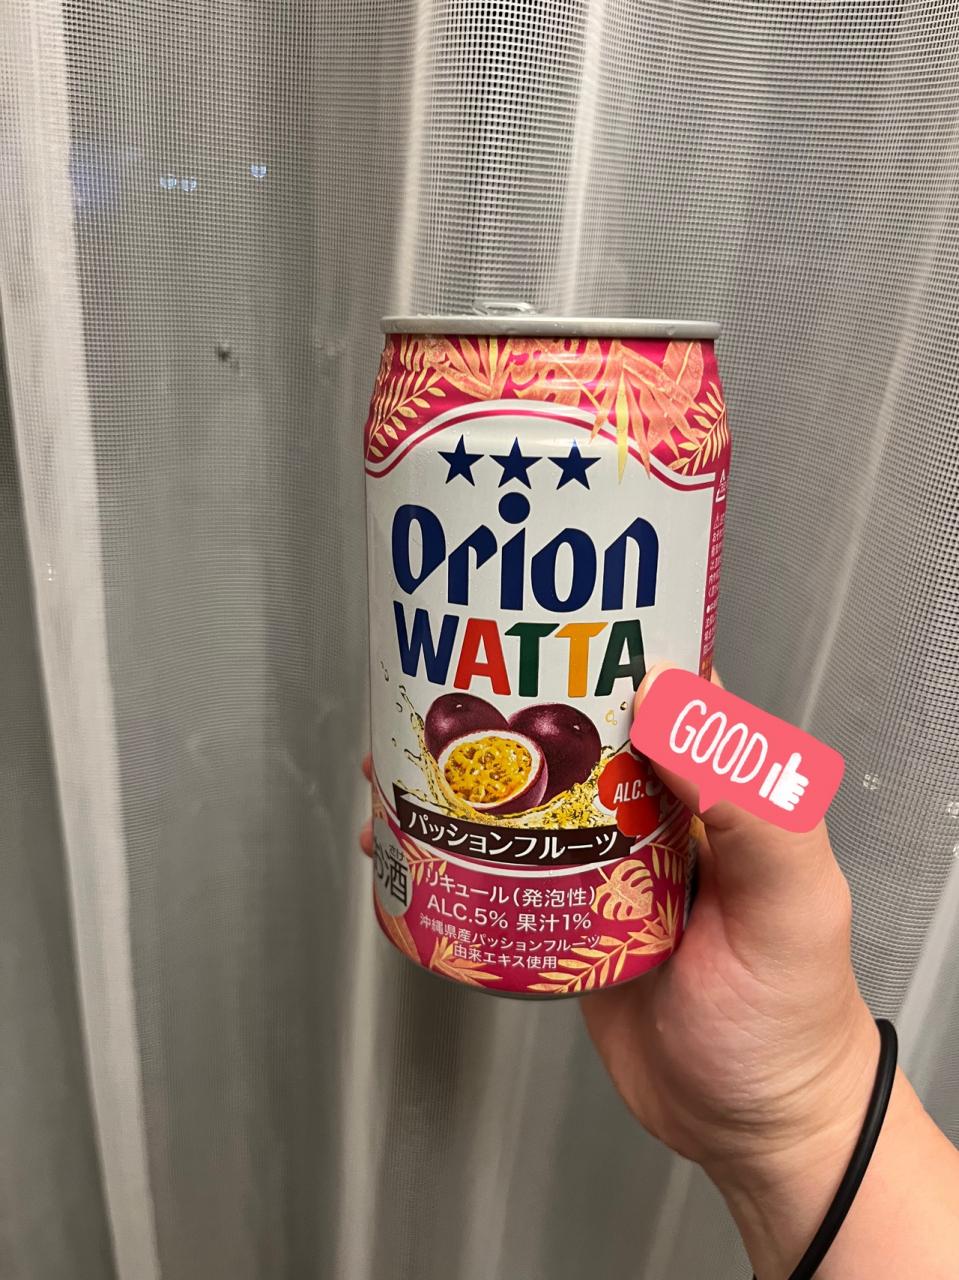 Orion
WATTA
GOOD
ALC.
パッションフルーツ
お酒
リキュール(発泡性)
ALC.5% 果汁1%
沖縄県産パッションフルーツ
由来エキス使用